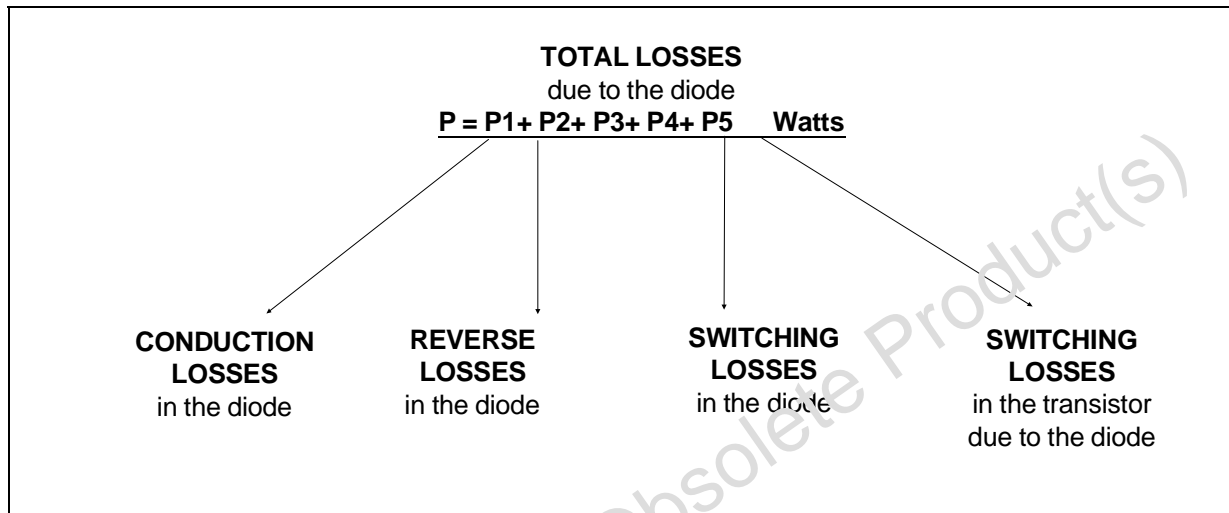 TOTAL LOSSES
due to the diode
P = P1+ P2+ P3+ P4+ P5 Watts
CONDUCTION
LOSSES
in the diode
REVERSE
LOSSES
in the diode
SWITCHING
LOSSES
in the diode
SWITCHING
LOSSES
in the transistor
due to the diode
Obsolete Product(s)